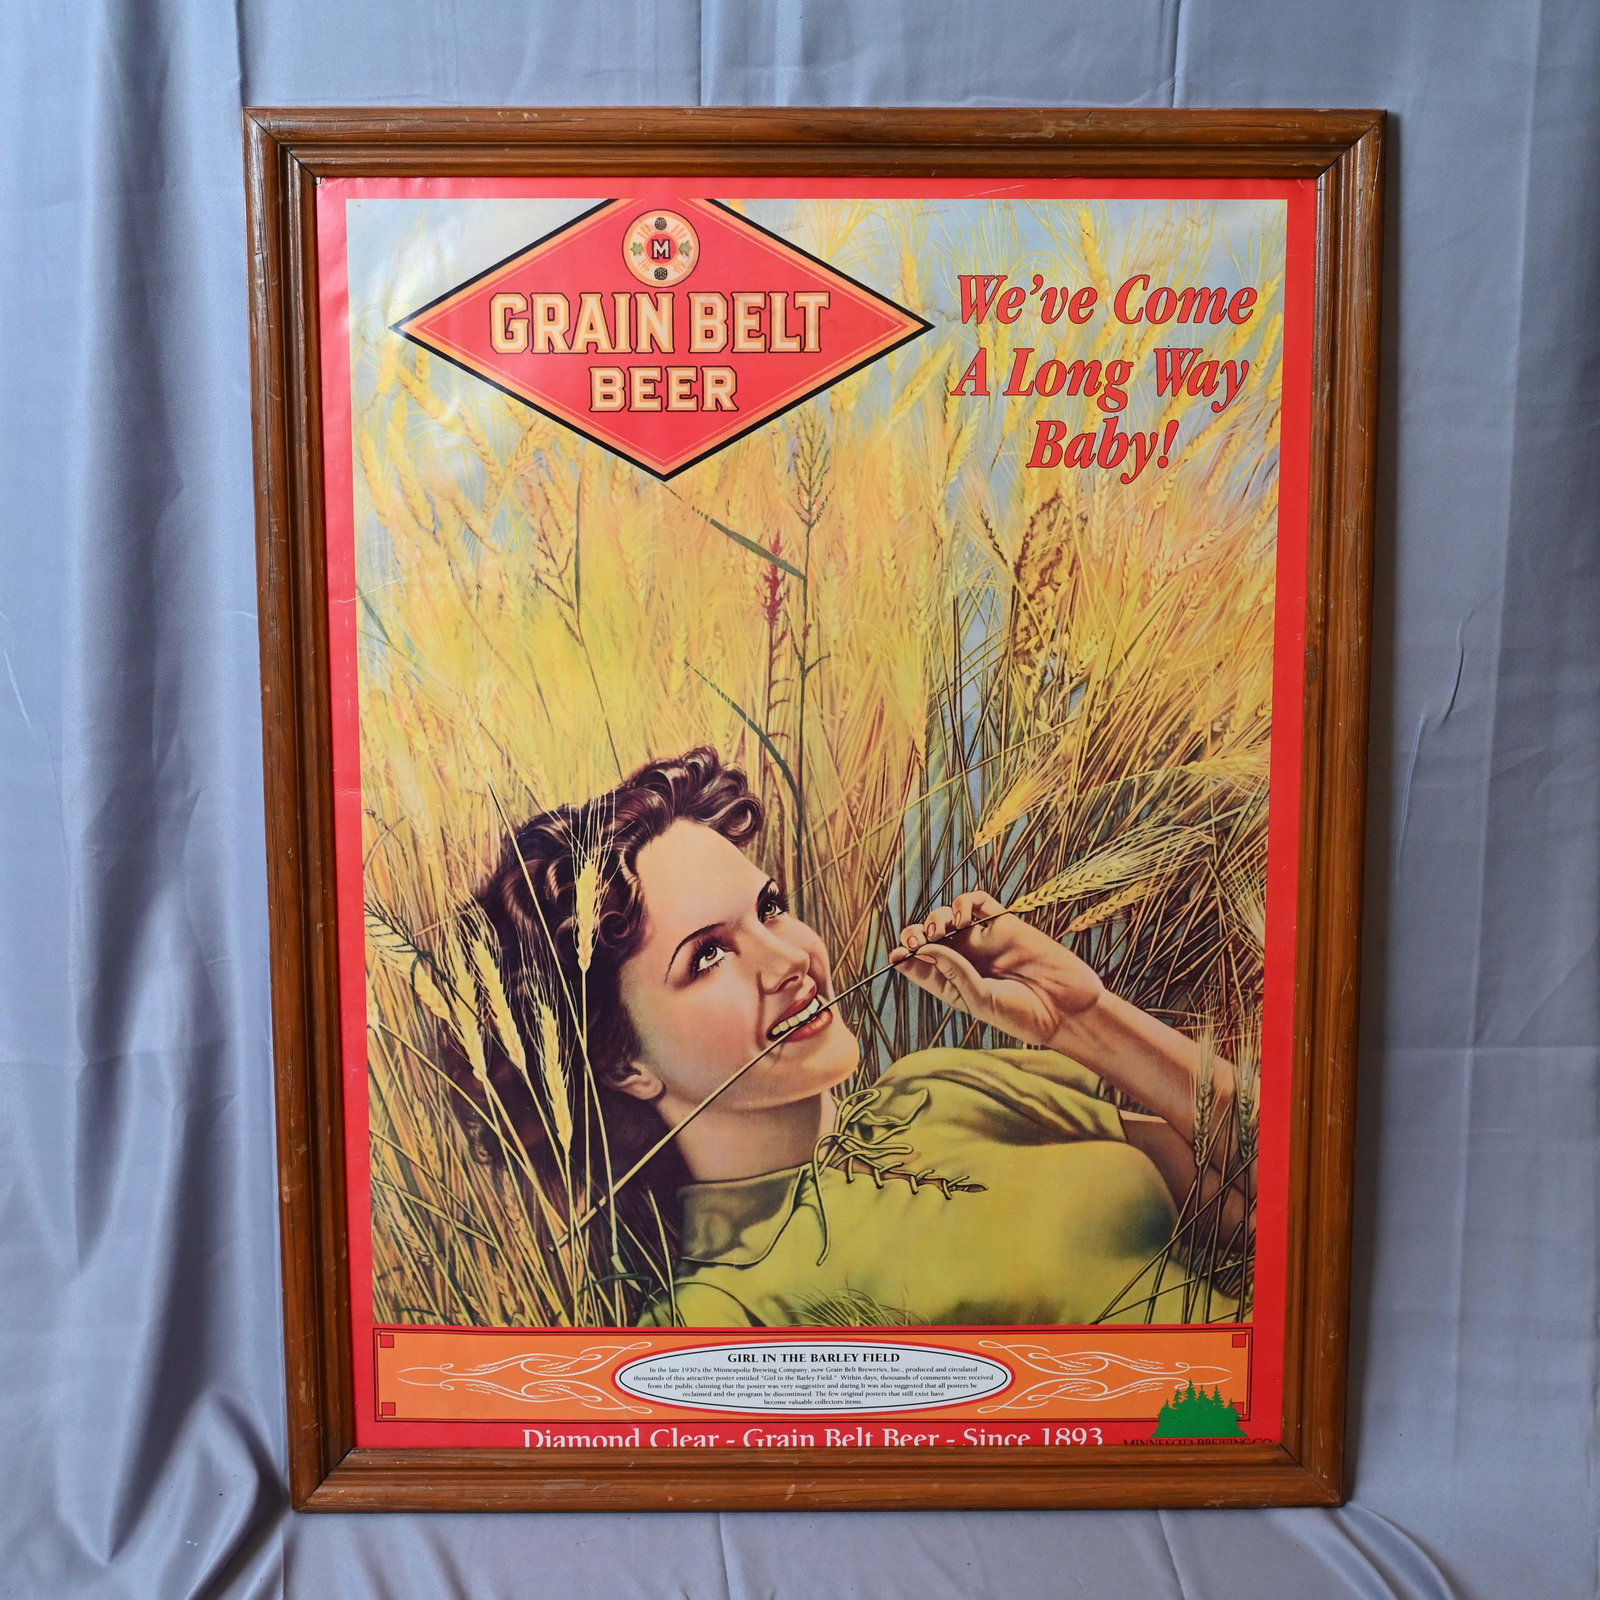 M
GRAIN BELT
BEER
We've Come
A Long Way
Baby!
GIRL IN THE BARLEY FIELD
In the late 1930's the Minneapolis Brewing Company, now Grain Belt Breweries, Inc., produced and circulated
thousands of this attractive poster entitled "Girl in the Barley Field." Within days, thousands of comments were received
from the public claiming that the poster was very suggestive and daring.It was also suggested that all posters be
reclaimed and the program be discontinued. The few original posters that still exist have
become valuable collectors items.
Diamond Clear - Grain Belt Beer - Since 1893
MINNESOTA BREWING CO